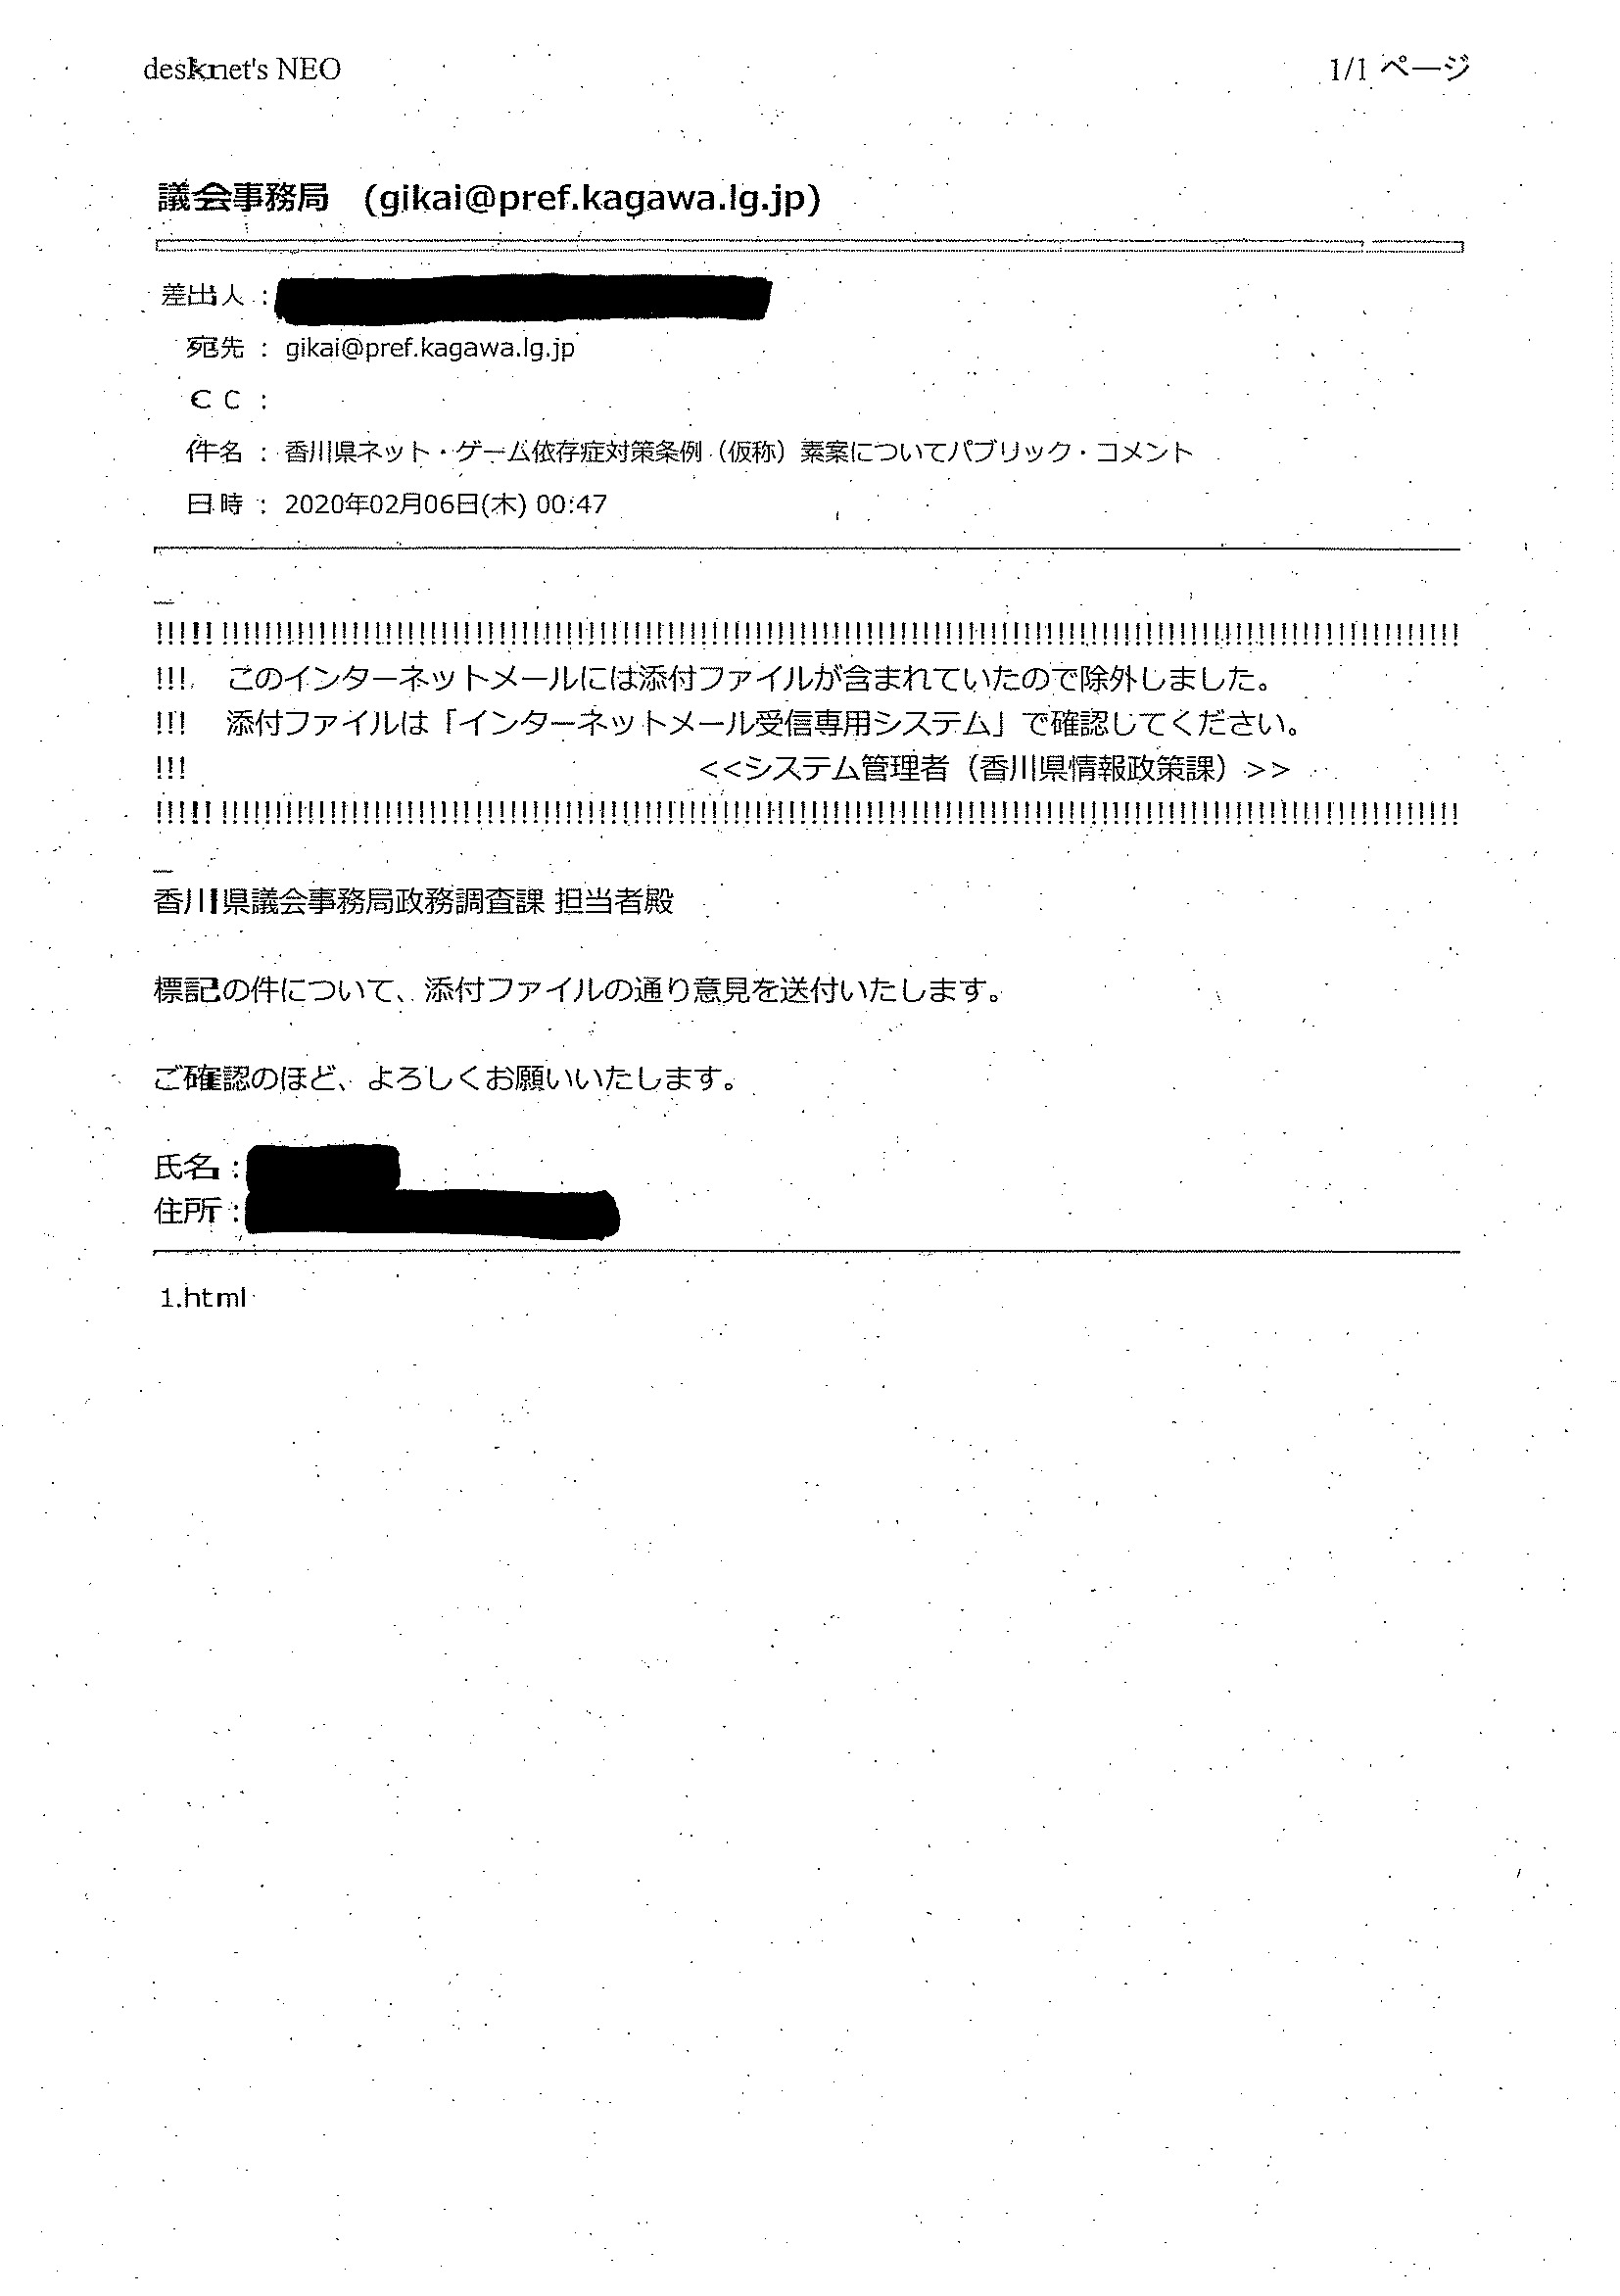 desknet's NEO
1/1 ページ
議会事務局 (gikai@pref.kagawa.lg.jp)
差出人 :
宛先 : gikai@pref.kagawa.lg.jp
CC :
件名 : 香川県ネット・ゲーム依存症対策条例（仮称）素案についてパブリック・コメント
日時 : 2020年02月06日(木) 00:47
!!!!!!!!!!!!!!!!!!!!!!!!!!!!!!!!!!!!!!!!!!!!!!!!!!!!!!!!!!!!!!!!!!!!!!!!!!!!!!!!!!!!!!!!!!!!!!!!!!!!!!!!!!!!!!!!!!!!!!!!
!!! このインターネットメールには添付ファイルが含まれていたので除外しました。
!!! 添付ファイルは「インターネットメール受信専用システム」で確認してください。
!!! <<システム管理者（香川県情報政策課）>>
!!!!!!!!!!!!!!!!!!!!!!!!!!!!!!!!!!!!!!!!!!!!!!!!!!!!!!!!!!!!!!!!!!!!!!!!!!!!!!!!!!!!!!!!!!!!!!!!!!!!!!!!!!!!!!!!!!!!!!!!
香川県議会事務局政務調査課 担当者殿
標記の件について、添付ファイルの通り意見を送付いたします。
ご確認のほど、よろしくお願いいたします。
氏名 :
住所 :
1.html